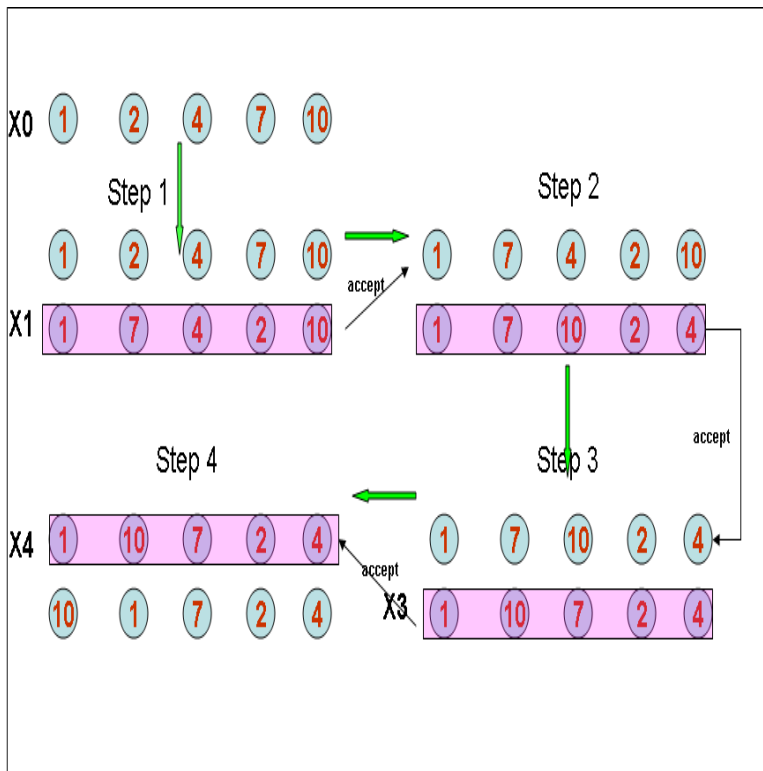 X0 1 2 4 7 10
Step 1
Step 2
1 2 4 7 10
1 7 4 2 10
accept
X1 1 7 4 2 10
1 7 10 2 4
accept
Step 4
Step 3
X4 1 10 7 2 4
1 7 10 2 4
accept
10 1 7 2 4
X3 1 10 7 2 4